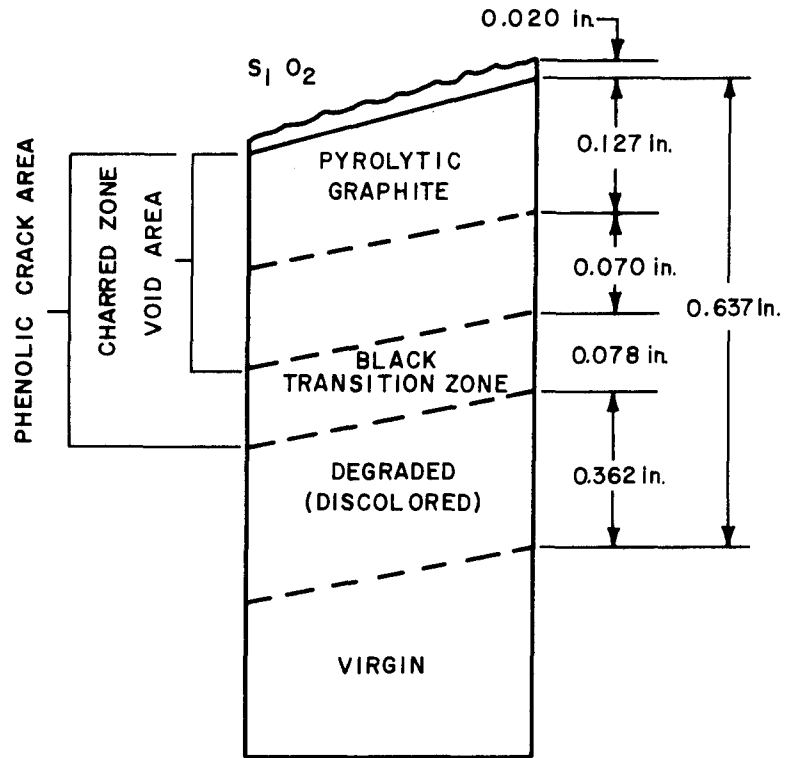 0.020 in.
S1 O2
PHENOLIC CRACK AREA
CHARRED ZONE
VOID AREA
PYROLYTIC
GRAPHITE
0.127 in.
0.070 in.
0.637 in.
BLACK
TRANSITION ZONE
0.078 in.
DEGRADED
(DISCOLORED)
0.362 in.
VIRGIN